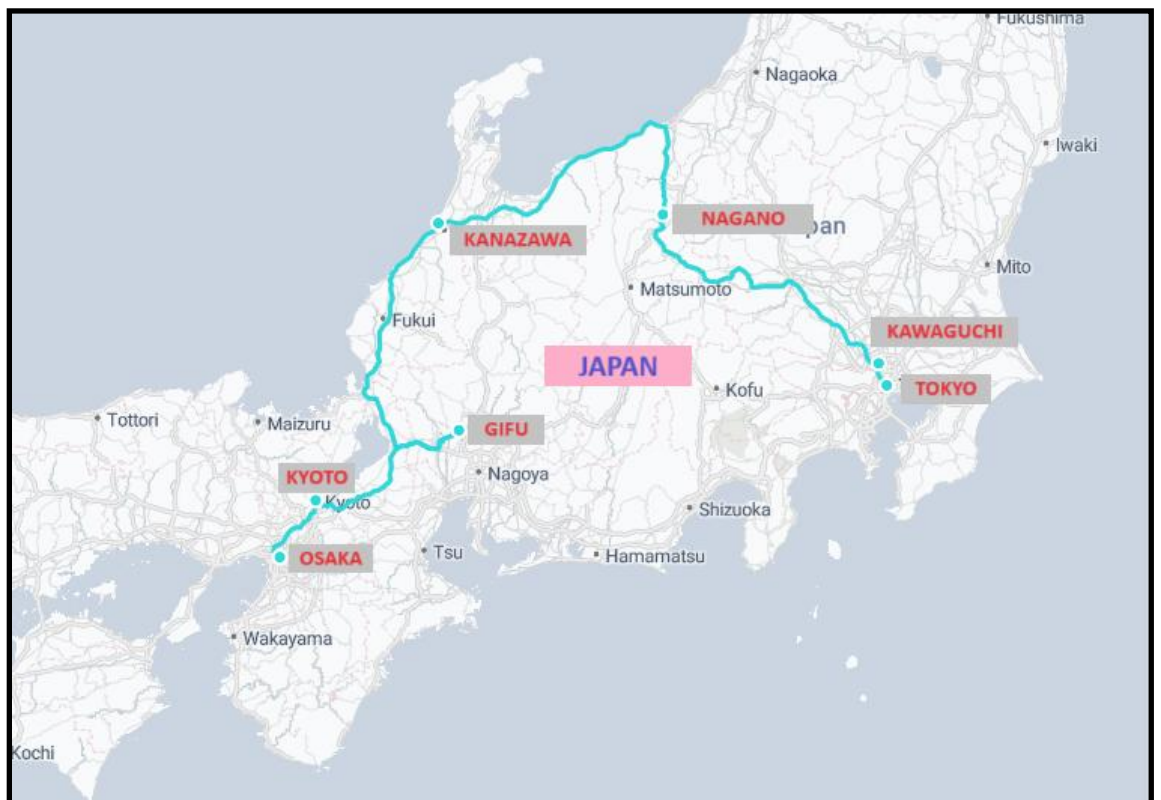 Fukushima
Nagaoka
Iwaki
NAGANO
pan
KANAZAWA
Mito
Matsumoto
Fukui
KAWAGUCHI
JAPAN
Kofu
TOKYO
Tottori
Maizuru
GIFU
KYOTO
Nagoya
Kyoto
Shizuoka
OSAKA
Tsu
Hamamatsu
Wakayama
Kochi